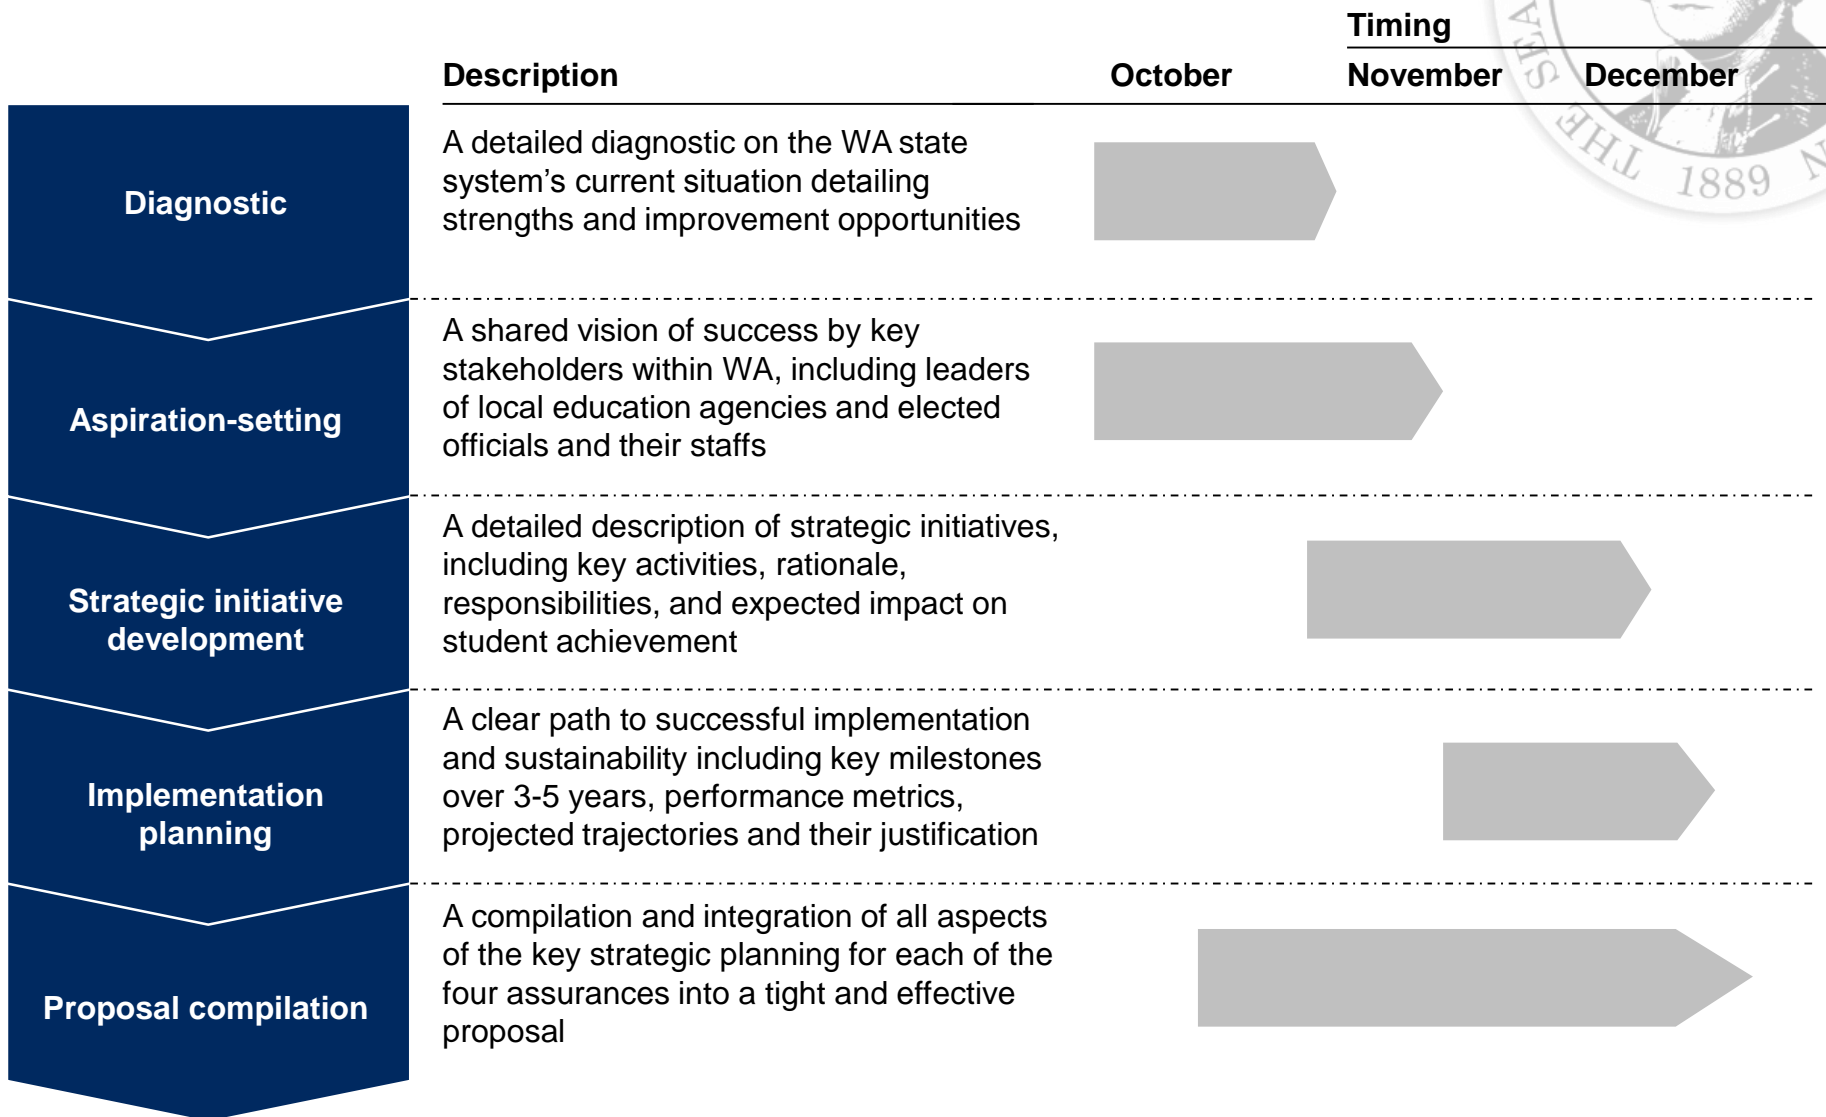 Timing
Description
October
November
December
Diagnostic
A detailed diagnostic on the WA state
system’s current situation detailing
strengths and improvement opportunities
Aspiration-setting
A shared vision of success by key
stakeholders within WA, including leaders
of local education agencies and elected
officials and their staffs
Strategic initiative
development
A detailed description of strategic initiatives,
including key activities, rationale,
responsibilities, and expected impact on
student achievement
Implementation
planning
A clear path to successful implementation
and sustainability including key milestones
over 3-5 years, performance metrics,
projected trajectories and their justification
Proposal compilation
A compilation and integration of all aspects
of the key strategic planning for each of the
four assurances into a tight and effective
proposal
THE
1889